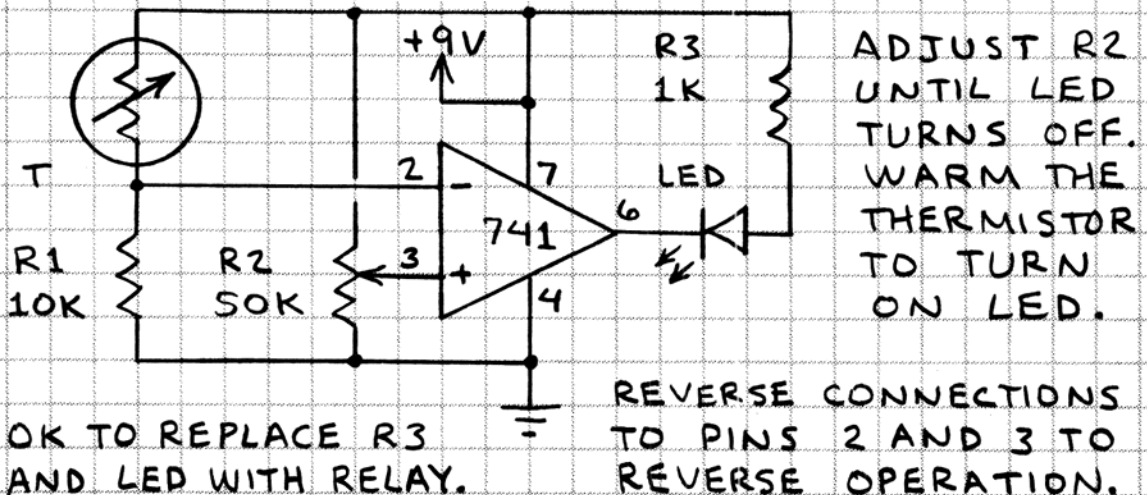 +9V
R3
1K
ADJUST R2
UNTIL LED
TURNS OFF.
WARM THE
THERMISTOR
TO TURN
ON LED.
T
2
7
LED
-
741
6
R1
10K
R2
50K
3
+
4
OK TO REPLACE R3
AND LED WITH RELAY.
REVERSE CONNECTIONS
TO PINS 2 AND 3 TO
REVERSE OPERATION.